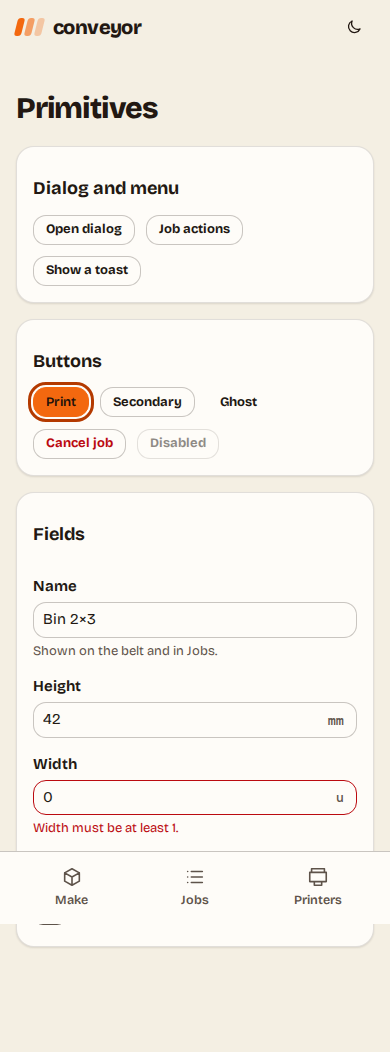 conveyor
Primitives
Dialog and menu
Open dialog
Job actions
Show a toast
Buttons
Print
Secondary
Ghost
Cancel job
Disabled
Fields
Name
Bin 2×3
Shown on the belt and in Jobs.
Height
42
mm
Width
0
u
Width must be at least 1.
Make
Jobs
Printers